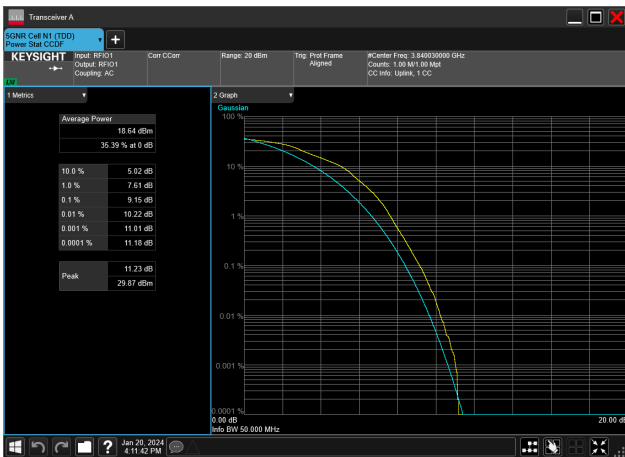 Transceiver A
5GNR Cell N1 (TDD)
Power Stat CCDF
KEYSIGHT
Input: RFIO1
Output: RFIO1
Coupling: AC
Corr CCorr
Range: 20 dBm
Trig: Prot Frame
Aligned
#Center Freq: 3.840030000 GHz
Counts: 1.00 M/1.00 Mpt
CC Info: Uplink, 1 CC
1 Metrics
Average Power
18.64 dBm
35.39 % at 0 dB
10.0 % 5.02 dB
1.0 % 7.61 dB
0.1 % 9.15 dB
0.01 % 10.22 dB
0.001 % 11.01 dB
0.0001 % 11.18 dB
Peak
11.23 dB
29.87 dBm
2 Graph
Gaussian
100 %
10 %
1 %
0.1 %
0.01 %
0.001 %
0.0001 %
0.00 dB
20.00 dB
Info BW 50.000 MHz
Jan 20, 2024
4:11:42 PM